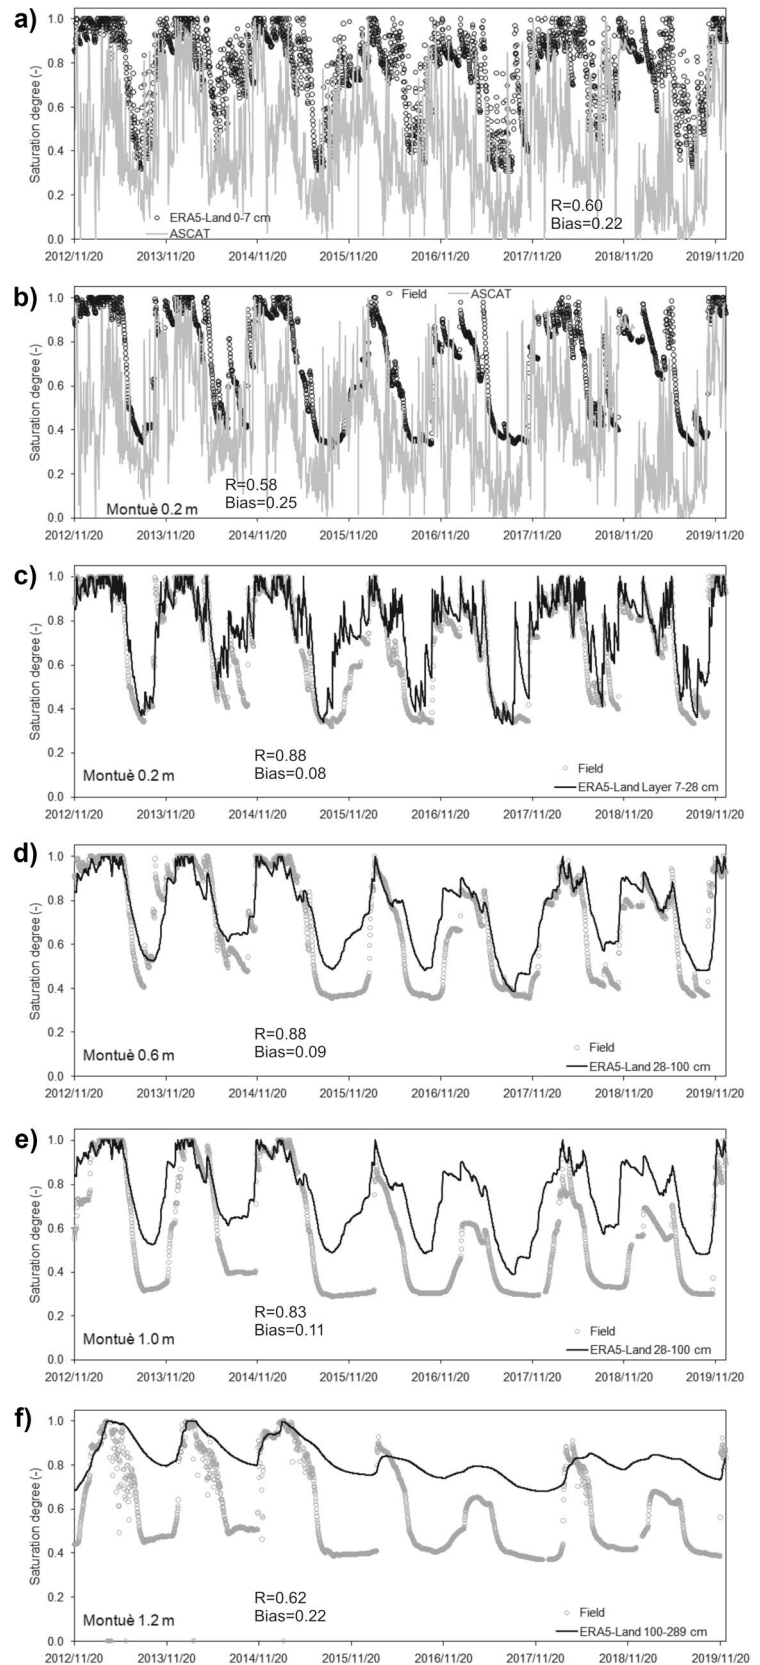 a)
1.0
0.8
0.6
0.4
0.2
0.0
Saturation degree (-)
ERA5-Land 0-7 cm
ASCAT
R=0.60
Bias=0.22
2012/11/20 2013/11/20 2014/11/20 2015/11/20 2016/11/20 2017/11/20 2018/11/20 2019/11/20
b)
1.0
0.8
0.6
0.4
0.2
0.0
Saturation degree (-)
Field ASCAT
R=0.58
Bias=0.25
Montuè 0.2 m
2012/11/20 2013/11/20 2014/11/20 2015/11/20 2016/11/20 2017/11/20 2018/11/20 2019/11/20
c)
1.0
0.8
0.6
0.4
0.2
0.0
Saturation degree (-)
R=0.88
Bias=0.08
Montuè 0.2 m
Field
ERA5-Land Layer 7-28 cm
2012/11/20 2013/11/20 2014/11/20 2015/11/20 2016/11/20 2017/11/20 2018/11/20 2019/11/20
d)
1.0
0.8
0.6
0.4
0.2
0.0
Saturation degree (-)
R=0.88
Bias=0.09
Montuè 0.6 m
Field
ERA5-Land 28-100 cm
2012/11/20 2013/11/20 2014/11/20 2015/11/20 2016/11/20 2017/11/20 2018/11/20 2019/11/20
e)
1.0
0.8
0.6
0.4
0.2
0.0
Saturation degree (-)
R=0.83
Bias=0.11
Montuè 1.0 m
Field
ERA5-Land 28-100 cm
2012/11/20 2013/11/20 2014/11/20 2015/11/20 2016/11/20 2017/11/20 2018/11/20 2019/11/20
f)
1.0
0.8
0.6
0.4
0.2
0.0
Saturation degree (-)
R=0.62
Bias=0.22
Montuè 1.2 m
Field
ERA5-Land 100-289 cm
2012/11/20 2013/11/20 2014/11/20 2015/11/20 2016/11/20 2017/11/20 2018/11/20 2019/11/20